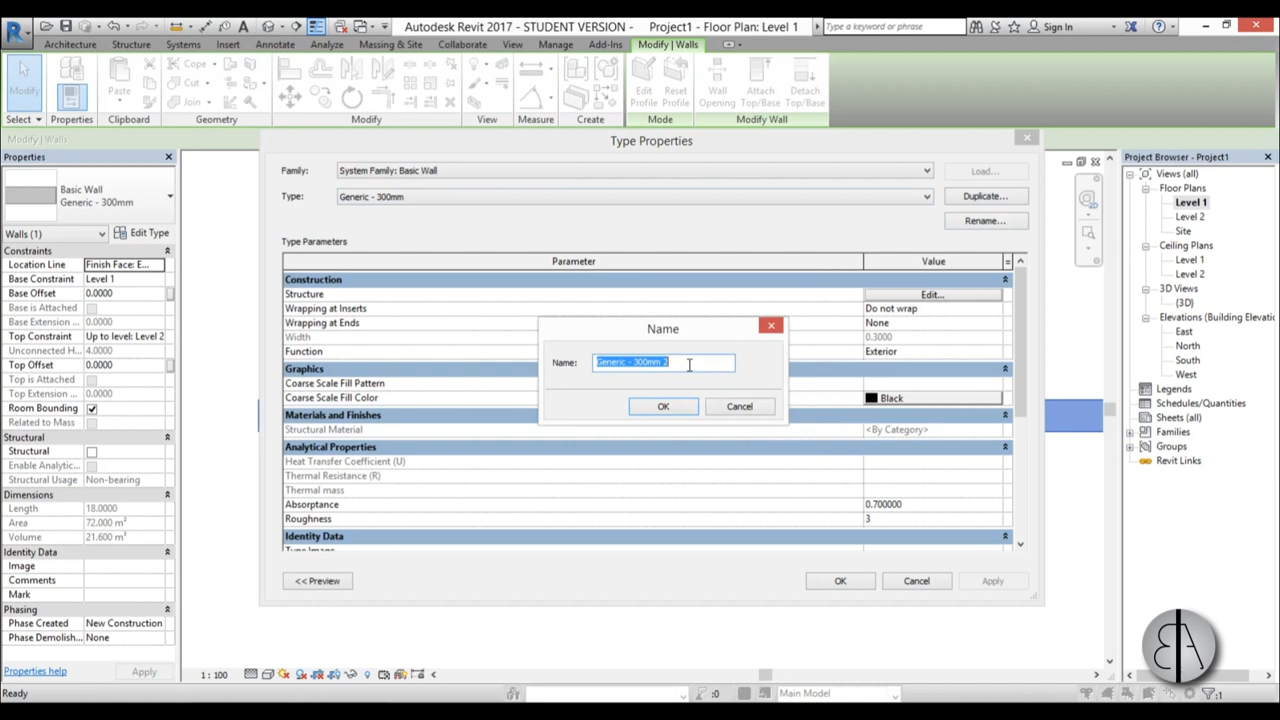 Autodesk Revit 2017 - STUDENT VERSION - Project1 - Floor Plan: Level 1
Type a keyword or phrase
Sign In
Architecture Structure Systems Insert Annotate Analyze Massing & Site Collaborate View Manage Add-Ins Modify | Walls
Modify
Properties
Paste
Cope
Cut
Join
Edit Profile
Reset Profile
Wall Opening
Attach Top/Base
Detach Top/Base
Select Properties Clipboard Geometry Modify View Measure Create Mode Modify Wall
Modify | Walls
Properties
Basic Wall
Generic - 300mm
Walls (1)
Edit Type
Constraints
Location Line Finish Face: E...
Base Constraint Level 1
Base Offset 0.0000
Base is Attached
Base Extension ... 0.0000
Top Constraint Up to level: Level 2
Unconnected H... 4.0000
Top Offset 0.0000
Top is Attached
Top Extension ... 0.0000
Room Bounding
Related to Mass
Structural
Structural
Enable Analytic...
Structural Usage Non-bearing
Dimensions
Length 18.0000
Area 72.000 m²
Volume 21.600 m³
Identity Data
Image
Comments
Mark
Phasing
Phase Created New Construction
Phase Demolish... None
Properties help
Apply
Type Properties
Family: System Family: Basic Wall
Load...
Type: Generic - 300mm
Duplicate...
Rename...
Type Parameters
Parameter Value =
Construction
Structure Edit...
Wrapping at Inserts Do not wrap
Wrapping at Ends None
Width 0.3000
Function Exterior
Graphics
Coarse Scale Fill Pattern
Coarse Scale Fill Color Black
Materials and Finishes
Structural Material <By Category>
Analytical Properties
Heat Transfer Coefficient (U)
Thermal Resistance (R)
Thermal mass
Absorptance 0.700000
Roughness 3
Identity Data
Type Image
<< Preview
OK
Cancel
Apply
Name
Name: Generic - 300mm 2
OK
Cancel
Project Browser - Project1
Views (all)
Floor Plans
Level 1
Level 2
Site
Ceiling Plans
Level 1
Level 2
3D Views
{3D}
Elevations (Building Elevatio
East
North
South
West
Legends
Schedules/Quantities
Sheets (all)
Families
Groups
Revit Links
1 : 100
Ready
:0
Main Model
:1
BA